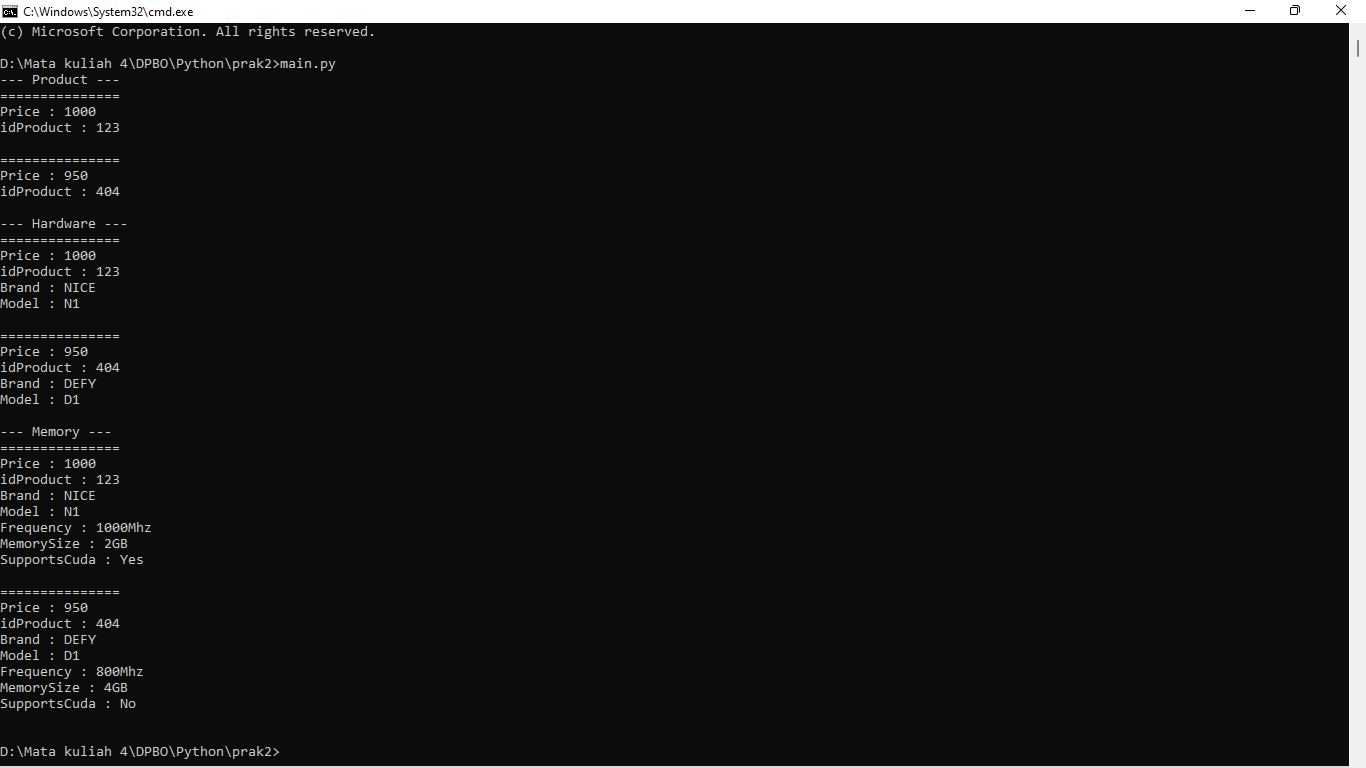 C:\Windows\System32\cmd.exe
(c) Microsoft Corporation. All rights reserved.
D:\Mata kuliah 4\DPBO\Python\prak2>main.py
--- Product ---
===============
Price : 1000
idProduct : 123
===============
Price : 950
idProduct : 404
--- Hardware ---
===============
Price : 1000
idProduct : 123
Brand : NICE
Model : N1
===============
Price : 950
idProduct : 404
Brand : DEFY
Model : D1
--- Memory ---
===============
Price : 1000
idProduct : 123
Brand : NICE
Model : N1
Frequency : 1000Mhz
MemorySize : 2GB
SupportsCuda : Yes
===============
Price : 950
idProduct : 404
Brand : DEFY
Model : D1
Frequency : 800Mhz
MemorySize : 4GB
SupportsCuda : No
D:\Mata kuliah 4\DPBO\Python\prak2>